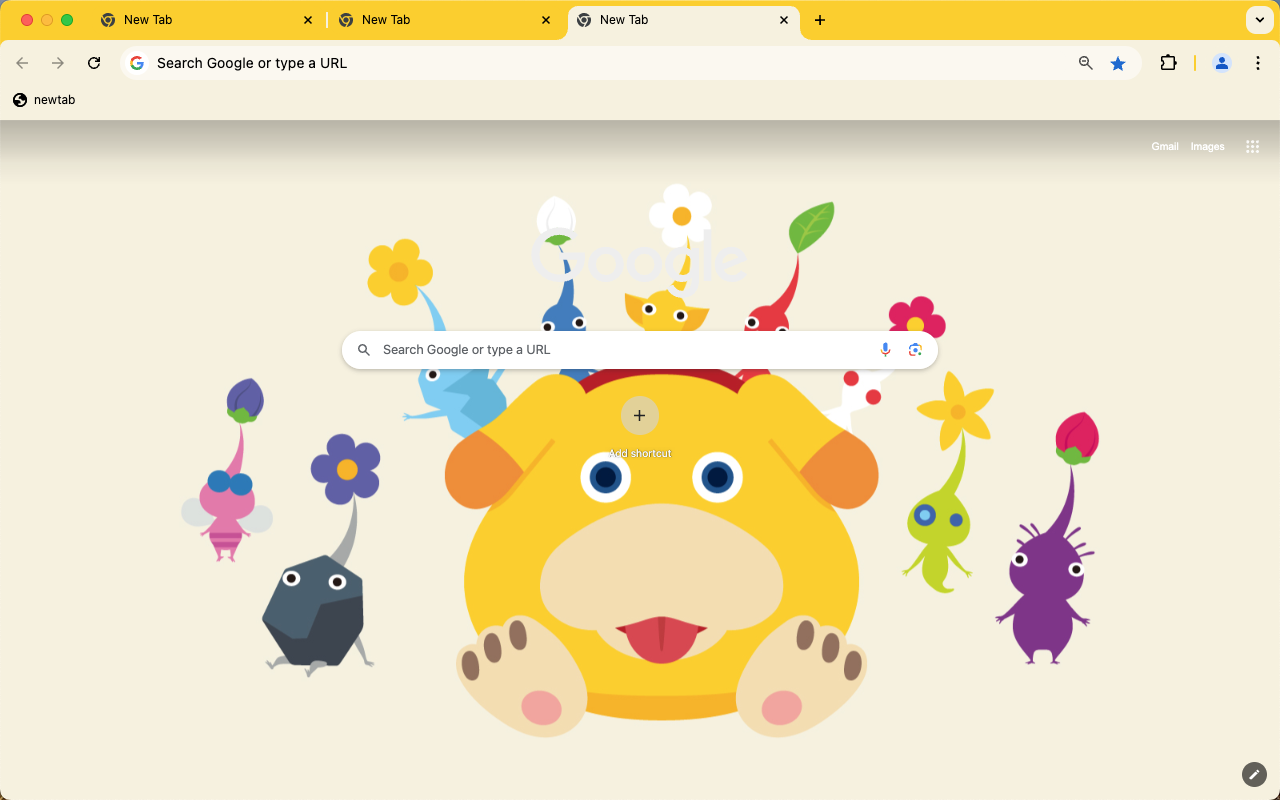 New Tab
New Tab
New Tab
Search Google or type a URL
newtab
Gmail Images
Google
Search Google or type a URL
Add shortcut